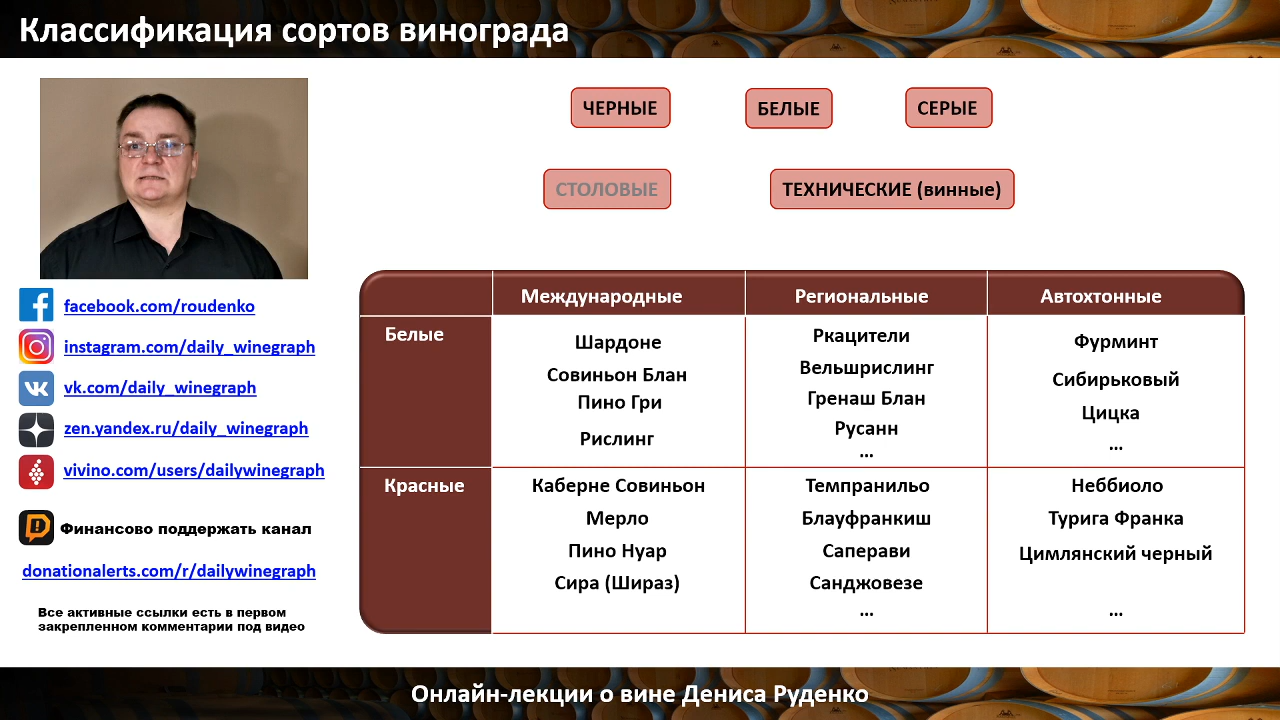 Классификация сортов винограда
ЧЕРНЫЕ
БЕЛЫЕ
СЕРЫЕ
СТОЛОВЫЕ
ТЕХНИЧЕСКИЕ (винные)
facebook.com/roudenko
instagram.com/daily_winegraph
vk.com/daily_winegraph
zen.yandex.ru/daily_winegraph
vivino.com/users/dailywinegraph
Финансово поддержать канал
donationalerts.com/r/dailywinegraph
Все активные ссылки есть в первом
закрепленном комментарии под видео
Международные
Региональные
Автохтонные
Белые
Шардоне
Совиньон Блан
Пино Гри
Рислинг
Ркацители
Вельшрислинг
Гренаш Блан
Русанн
...
Фурминт
Сибирьковый
Цицка
...
Красные
Каберне Совиньон
Мерло
Пино Нуар
Сира (Шираз)
Темпранильо
Блауфранкиш
Саперави
Санджовезе
...
Неббиоло
Турига Франка
Цимлянский черный
...
Онлайн-лекции о вине Дениса Руденко